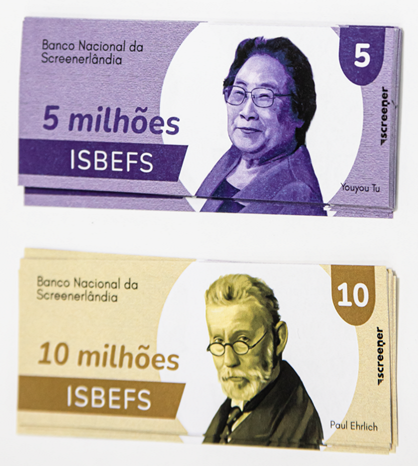 Banco Nacional da
Screenerlândia
5
5 milhões
ISBEFS
screener
Youyou Tu
Banco Nacional da
Screenerlândia
10
10 milhões
ISBEFS
screener
Paul Ehrlich